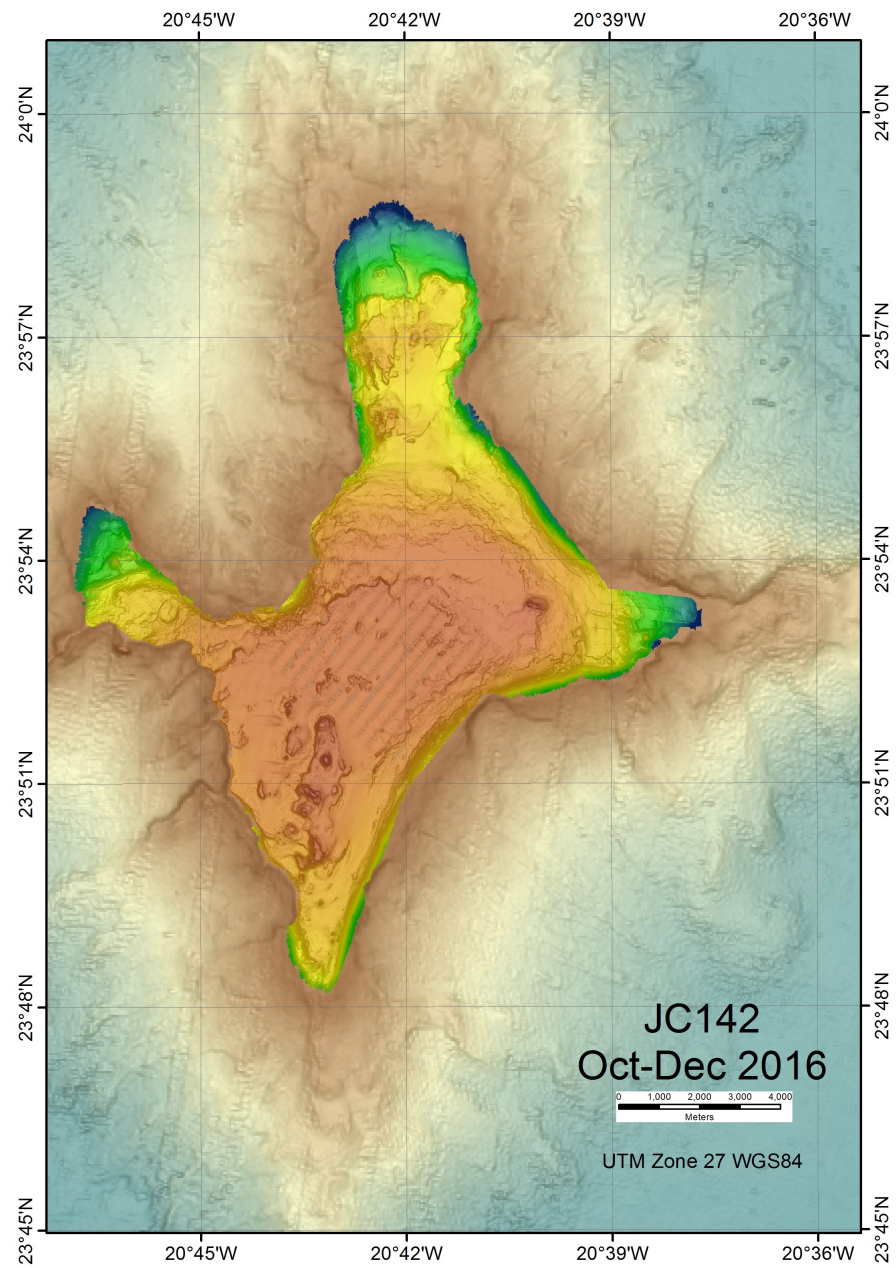 20°45'W 20°42'W 20°39'W 20°36'W
24°0'N 24°0'N
23°57'N 23°57'N
23°54'N 23°54'N
23°51'N 23°51'N
23°48'N 23°48'N
JC142
Oct-Dec 2016
0 1,000 2,000 3,000 4,000
Meters
UTM Zone 27 WGS84
23°45'N 23°45'N
20°45'W 20°42'W 20°39'W 20°36'W